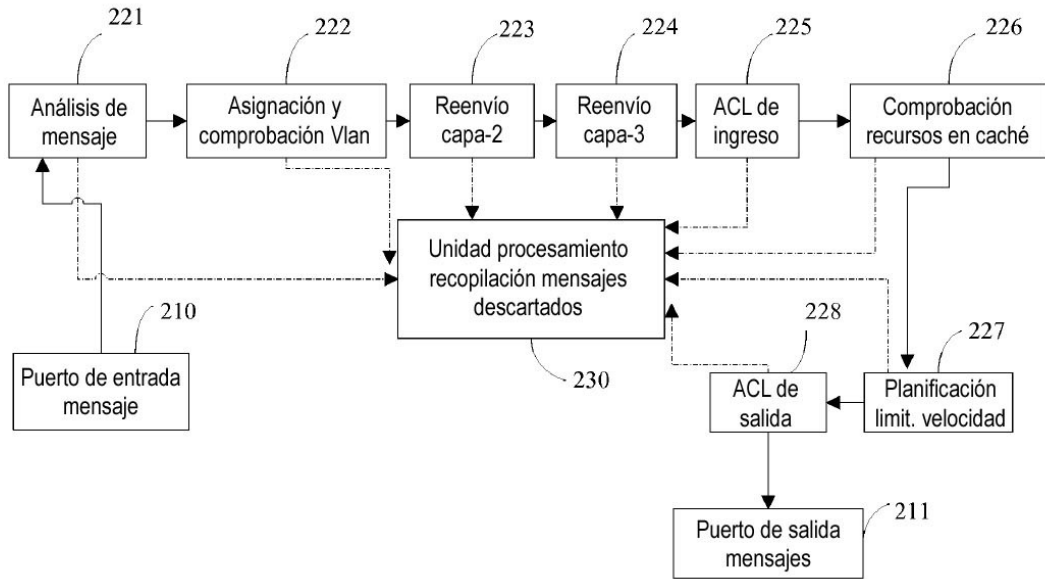 221
222
223
224
225
226
Análisis de
mensaje
Asignación y
comprobación Vlan
Reenvío
capa-2
Reenvío
capa-3
ACL de
ingreso
Comprobación
recursos en caché
Unidad procesamiento
recopilación mensajes
descartados
210
228
227
Puerto de entrada
mensaje
230
ACL de
salida
Planificación
limit. velocidad
211
Puerto de salida
mensajes